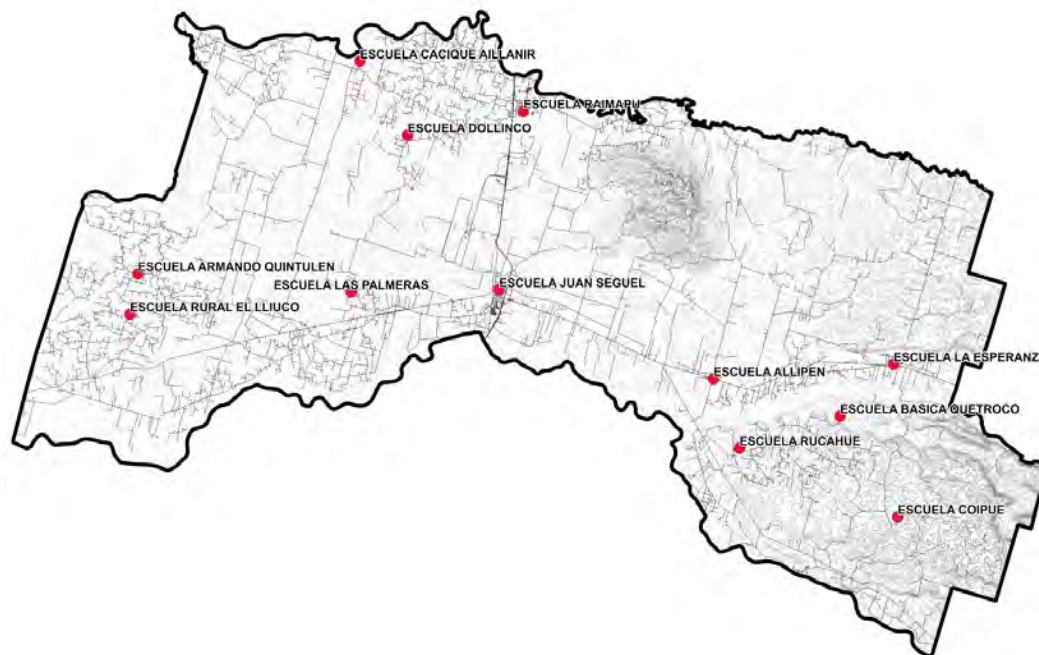 ESCUELA CACIQUE AILLANIR
ESCUELA RAIMAPU
ESCUELA DOLLINCO
ESCUELA ARMANDO QUINTULEN
ESCUELA LAS PALMERAS
ESCUELA JUAN SEGUEL
ESCUELA RURAL EL LLIUCO
ESCUELA LA ESPERANZ
ESCUELA ALLIPEN
ESCUELA BASICA QUETROCO
ESCUELA RUCAHUE
ESCUELA COIPUE